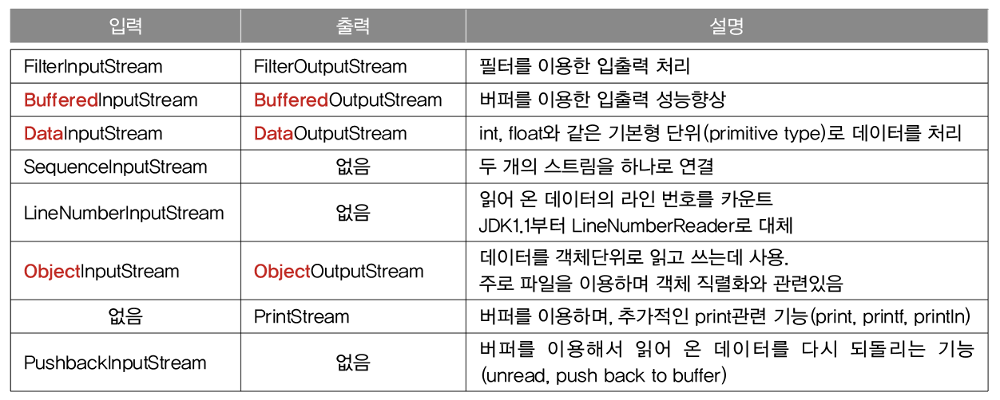 입력 출력 설명
FilterInputStream FilterOutputStream 필터를 이용한 입출력 처리
BufferedInputStream BufferedOutputStream 버퍼를 이용한 입출력 성능향상
DataInputStream DataOutputStream int, float와 같은 기본형 단위(primitive type)로 데이터를 처리
SequenceInputStream 없음 두 개의 스트림을 하나로 연결
LineNumberInputStream 없음 읽어 온 데이터의 라인 번호를 카운트
JDK1.1부터 LineNumberReader로 대체
ObjectInputStream ObjectOutputStream 데이터를 객체단위로 읽고 쓰는데 사용.
주로 파일을 이용하며 객체 직렬화와 관련있음
없음 PrintStream 버퍼를 이용하며, 추가적인 print관련 기능(print, printf, println)
PushbackInputStream 없음 버퍼를 이용해서 읽어 온 데이터를 다시 되돌리는 기능
(unread, push back to buffer)